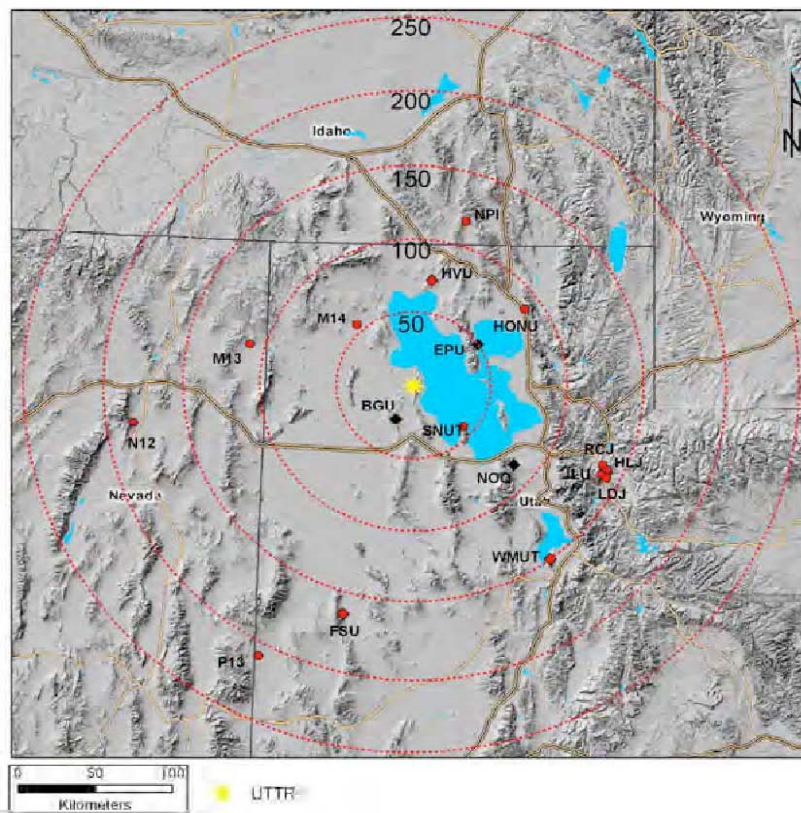 250
200
Idaho
150
NPI
Wyoming
N
100
HVU
M14
HONU
50
M13
EPU
BGU
SNUT
N12
RCJ
HLJ
NOQ
JLU
Nevada
LDJ
Utah
WMUT
FSU
P13
0 50 100
Kilometers
UTTR